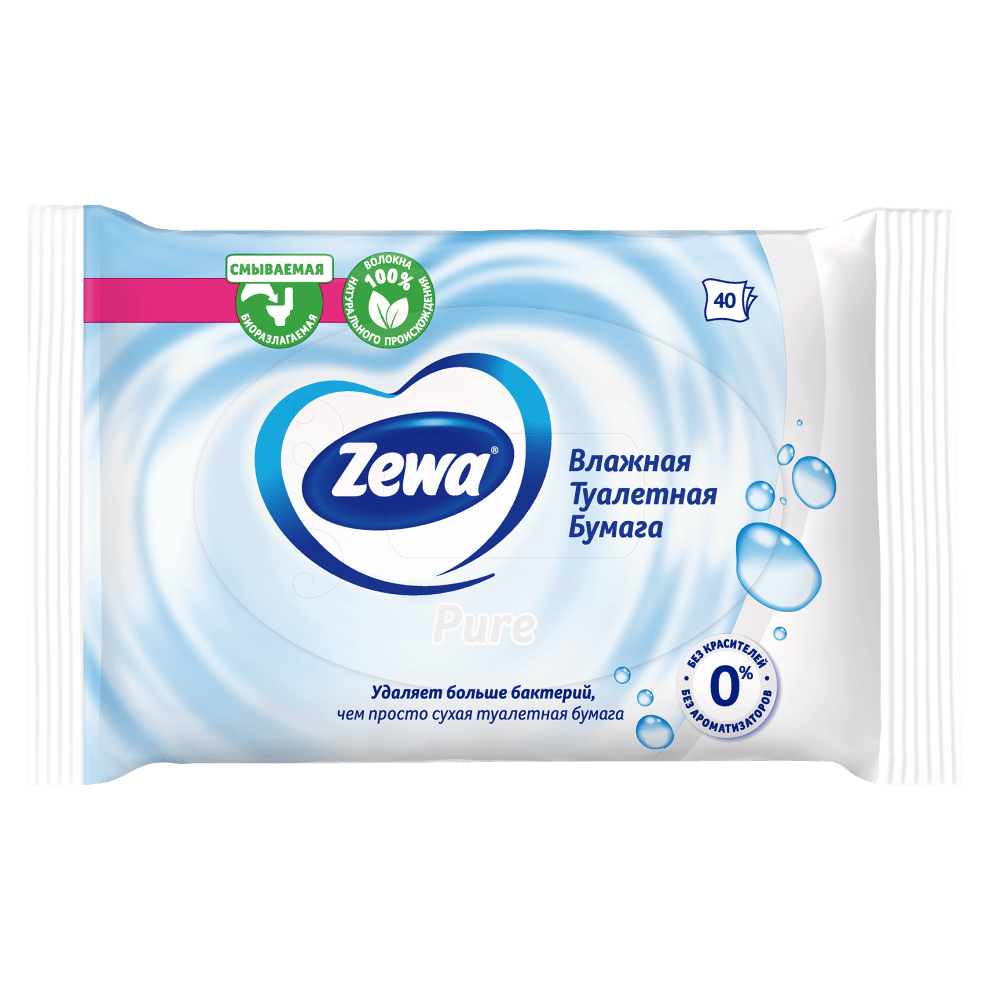 СМЫВАЕМАЯ
БИОРАЗЛАГАЕМАЯ
ВОЛОКНА
100%
НАТУРАЛЬНОГО ПРОИСХОЖДЕНИЯ
40
Zewa®
Влажная
Туалетная
Бумага
Pure
Удаляет больше бактерий,
чем просто сухая туалетная бумага
БЕЗ КРАСИТЕЛЕЙ
0%
БЕЗ АРОМАТИЗАТОРОВ